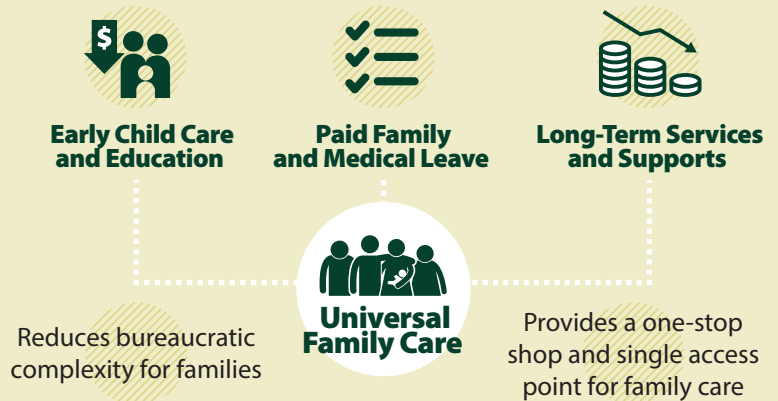 $
Early Child Care
and Education
Paid Family
and Medical Leave
Long-Term Services
and Supports
Universal
Family Care
Reduces bureaucratic
complexity for families
Provides a one-stop
shop and single access
point for family care